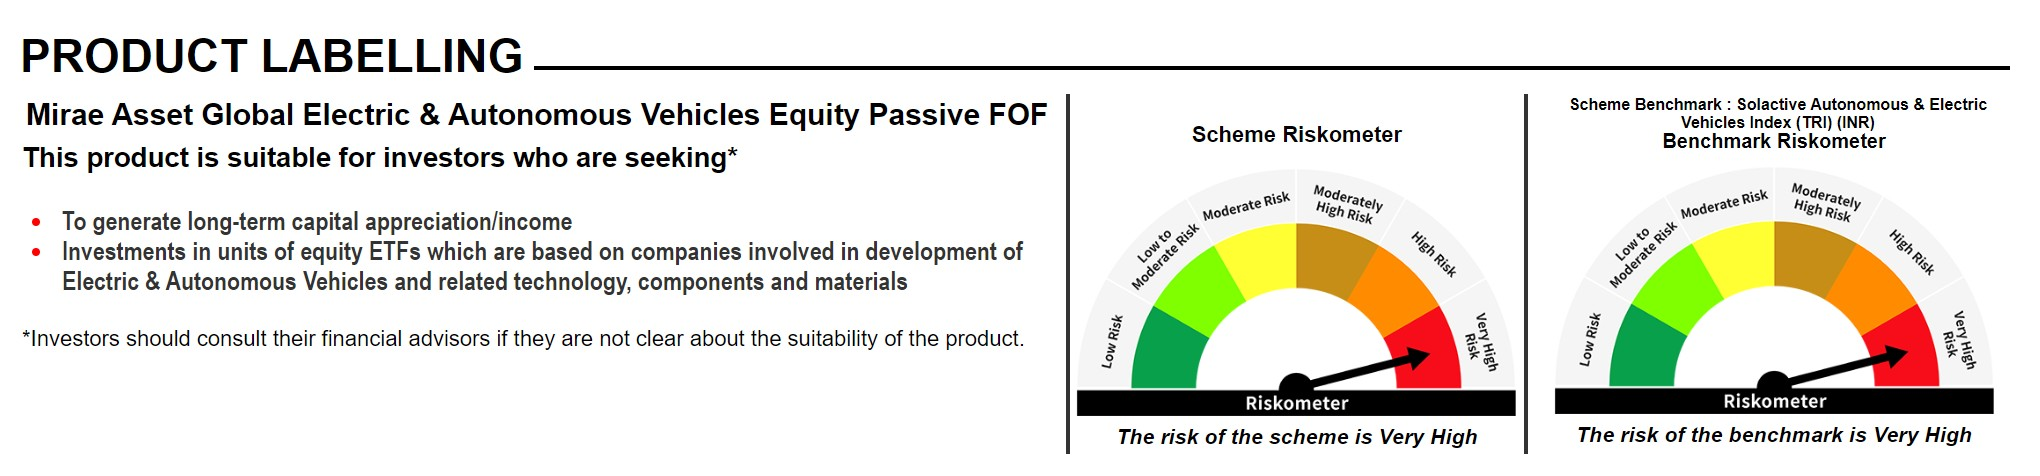 PRODUCT LABELLING
Mirae Asset Global Electric & Autonomous Vehicles Equity Passive FOF
This product is suitable for investors who are seeking*
• To generate long-term capital appreciation/income
• Investments in units of equity ETFs which are based on companies involved in development of
Electric & Autonomous Vehicles and related technology, components and materials
*Investors should consult their financial advisors if they are not clear about the suitability of the product.
Scheme Riskometer
Low Risk
Low to
Moderate Risk
Moderate Risk
Moderately
High Risk
High Risk
Very High
Risk
Riskometer
The risk of the scheme is Very High
Scheme Benchmark : Solactive Autonomous & Electric
Vehicles Index (TRI) (INR)
Benchmark Riskometer
Low Risk
Low to
Moderate Risk
Moderate Risk
Moderately
High Risk
High Risk
Very High
Risk
Riskometer
The risk of the benchmark is Very High